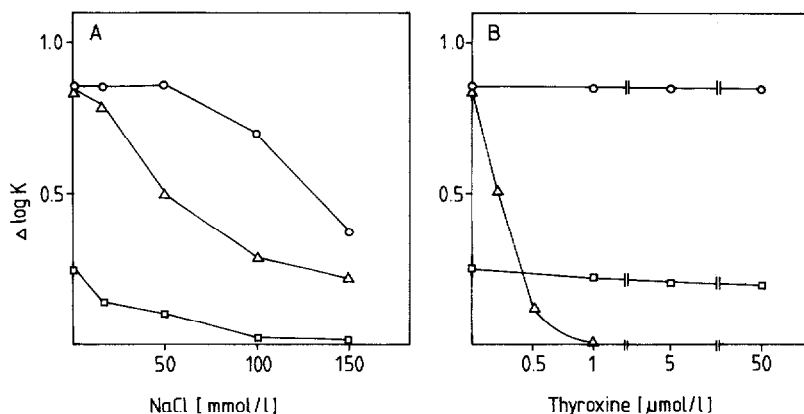 A
B
1.0
1.0
0.5
0.5
Δ log K
50
100
150
0.5
1
5
50
NaCl [ mmol/l ]
Thyroxine [ μmol/l ]